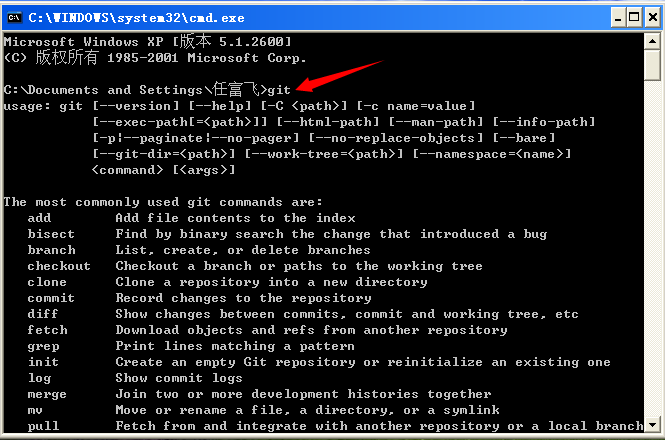 C:\WINDOWS\system32\cmd.exe
Microsoft Windows XP [版本 5.1.2600]
(C) 版权所有 1985-2001 Microsoft Corp.
C:\Documents and Settings\任富飞>git
usage: git [--version] [--help] [-C <path>] [-c name=value]
           [--exec-path[=<path>]] [--html-path] [--man-path] [--info-path]
           [-p|--paginate|--no-pager] [--no-replace-objects] [--bare]
           [--git-dir=<path>] [--work-tree=<path>] [--namespace=<name>]
           <command> [<args>]
The most commonly used git commands are:
   add        Add file contents to the index
   bisect     Find by binary search the change that introduced a bug
   branch     List, create, or delete branches
   checkout   Checkout a branch or paths to the working tree
   clone      Clone a repository into a new directory
   commit     Record changes to the repository
   diff       Show changes between commits, commit and working tree, etc
   fetch      Download objects and refs from another repository
   grep       Print lines matching a pattern
   init       Create an empty Git repository or reinitialize an existing one
   log        Show commit logs
   merge      Join two or more development histories together
   mv         Move or rename a file, a directory, or a symlink
   pull       Fetch from and integrate with another repository or a local branch